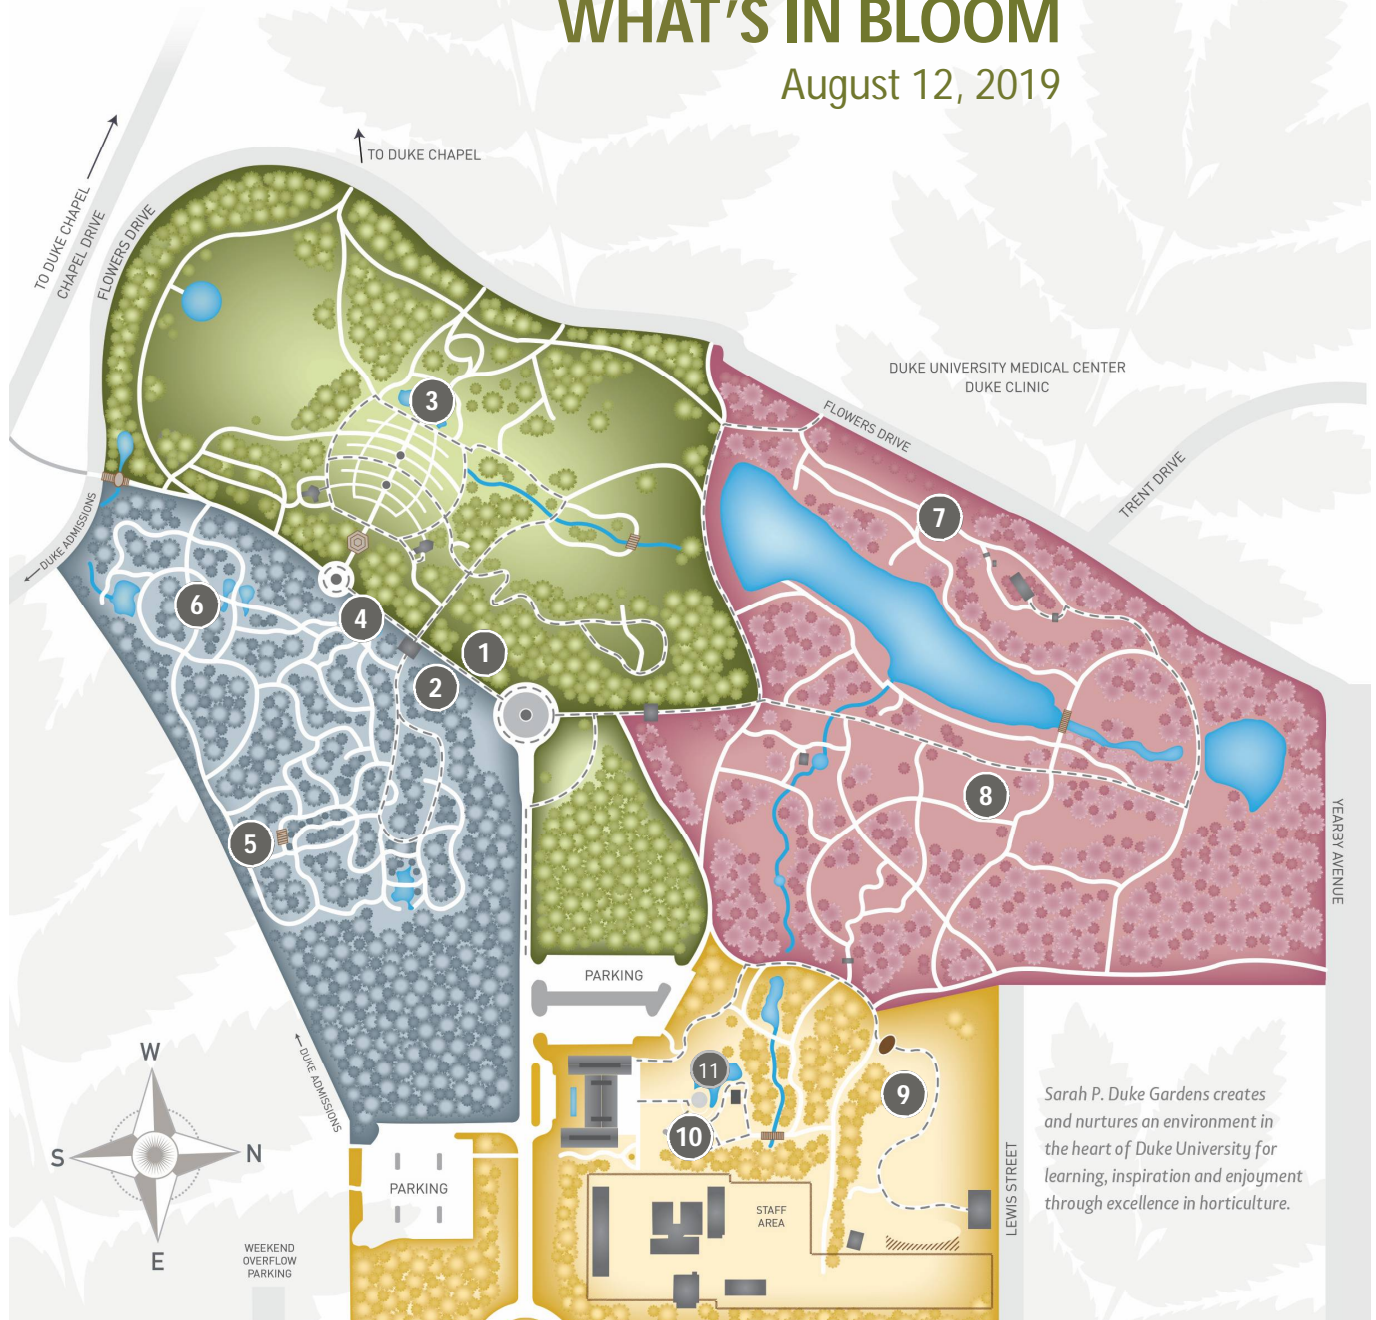 WHAT'S IN BLOOM
August 12, 2019
TO DUKE CHAPEL
TO DUKE CHAPEL
CHAPEL DRIVE
FLOWERS DRIVE
DUKE UNIVERSITY MEDICAL CENTER
DUKE CLINIC
FLOWERS DRIVE
TRENT DRIVE
DUKE ADMISSIONS
3
7
6
4
1
2
8
5
YEARBY AVENUE
PARKING
DUKE ADMISSIONS
W
S
N
E
11
9
10
Sarah P. Duke Gardens creates
and nurtures an environment in
the heart of Duke University for
learning, inspiration and enjoyment
through excellence in horticulture.
LEWIS STREET
PARKING
STAFF
AREA
WEEKEND
OVERFLOW
PARKING